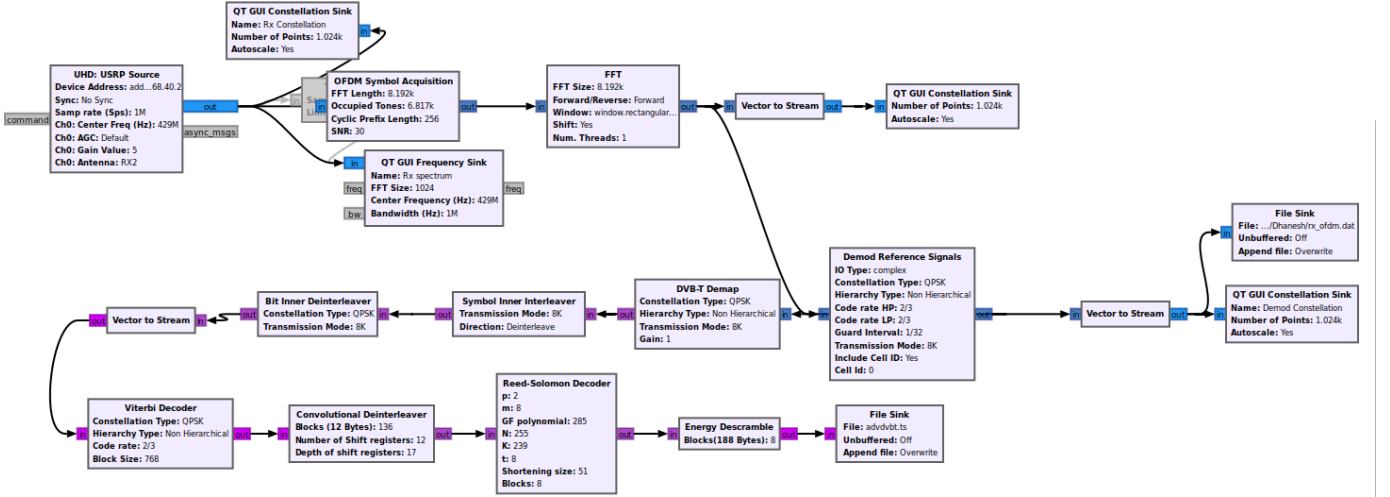 QT GUI Constellation Sink
Name: Rx Constellation
Number of Points: 1.024k
Autoscale: Yes
in
UHD: USRP Source
Device Address: add...68.40.2
Sync: No Sync
Samp rate (Sps): 1M
Ch0: Center Freq (Hz): 429M
Ch0: AGC: Default
Ch0: Gain Value: 5
Ch0: Antenna: RX2
command
out
async_msgs
in
in
OFDM Symbol Acquisition
FFT Length: 8.192k
Occupied Tones: 6.817k
Cyclic Prefix Length: 256
SNR: 30
out
in
FFT
FFT Size: 8.192k
Forward/Reverse: Forward
Window: window.rectangular...
Shift: Yes
Num. Threads: 1
out
in
Vector to Stream
out
in
QT GUI Constellation Sink
Number of Points: 1.024k
Autoscale: Yes
in
freq
bw
QT GUI Frequency Sink
Name: Rx spectrum
FFT Size: 1024
Center Frequency (Hz): 429M
Bandwidth (Hz): 1M
freq
in
File Sink
File: .../Dhanesh/rx_ofdm.dat
Unbuffered: Off
Append file: Overwrite
out
Vector to Stream
in
out
Bit Inner Deinterleaver
Constellation Type: QPSK
Transmission Mode: 8K
in
out
Symbol Inner Interleaver
Transmission Mode: 8K
Direction: Deinterleave
in
out
DVB-T Demap
Constellation Type: QPSK
Hierarchy Type: Non Hierarchical
Transmission Mode: 8K
Gain: 1
in
in
Demod Reference Signals
IO Type: complex
Constellation Type: QPSK
Hierarchy Type: Non Hierarchical
Code rate HP: 2/3
Code rate LP: 2/3
Guard Interval: 1/32
Transmission Mode: 8K
Include Cell ID: Yes
Cell Id: 0
out
in
Vector to Stream
out
in
QT GUI Constellation Sink
Name: Demod Constellation
Number of Points: 1.024k
Autoscale: Yes
in
Viterbi Decoder
Constellation Type: QPSK
Hierarchy Type: Non Hierarchical
Code rate: 2/3
Block Size: 768
out
in
Convolutional Deinterleaver
Blocks (12 Bytes): 136
Number of Shift registers: 12
Depth of shift registers: 17
out
in
Reed-Solomon Decoder
p: 2
m: 8
GF polynomial: 285
N: 255
K: 239
t: 8
Shortening size: 51
Blocks: 8
out
in
Energy Descramble
Blocks(188 Bytes): 8
out
in
File Sink
File: advdvbt.ts
Unbuffered: Off
Append file: Overwrite